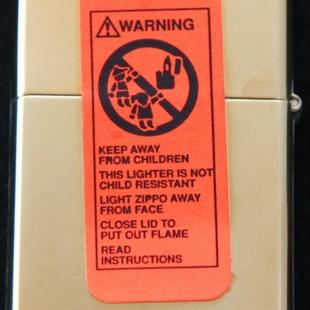 WARNING
KEEP AWAY
FROM CHILDREN
THIS LIGHTER IS NOT
CHILD RESISTANT
LIGHT ZIPPO AWAY
FROM FACE
CLOSE LID TO
PUT OUT FLAME
READ
INSTRUCTIONS